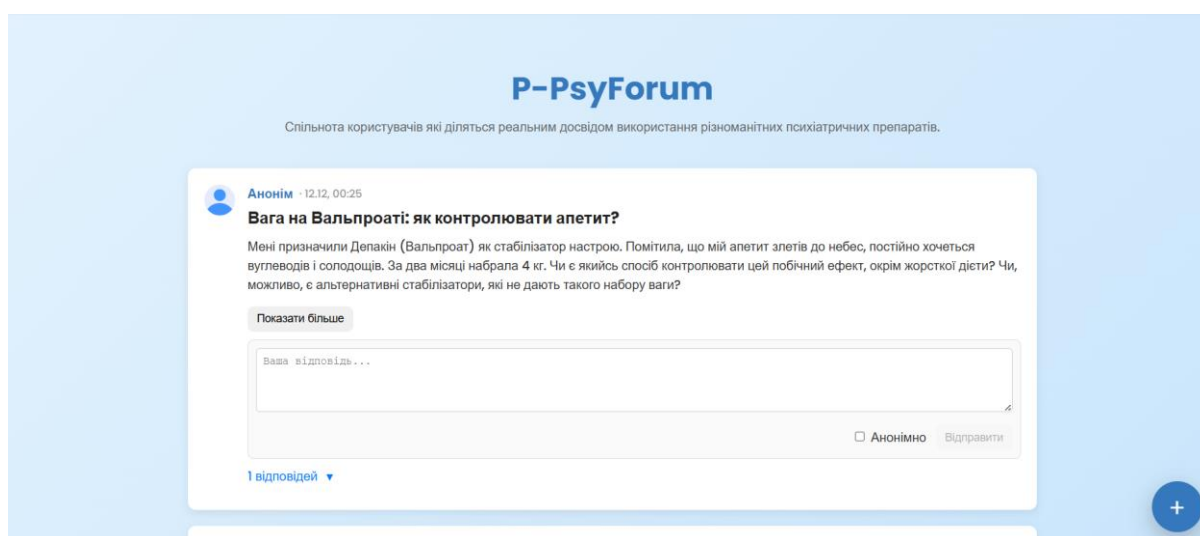 P-PsyForum
Спільнота користувачів які діляться реальним досвідом використання різноманітних психіатричних препаратів.
Анонім · 12.12, 00:25
Вага на Вальпроаті: як контролювати апетит?
Мені призначили Депакін (Вальпроат) як стабілізатор настрою. Помітила, що мій апетит злетів до небес, постійно хочеться
вуглеводів і солодощів. За два місяці набрала 4 кг. Чи є якийсь спосіб контролювати цей побічний ефект, окрім жорсткої дієти? Чи,
можливо, є альтернативні стабілізатори, які не дають такого набору ваги?
Показати більше
Ваша відповідь...
Анонімно Відправити
1 відповідей ▼
+